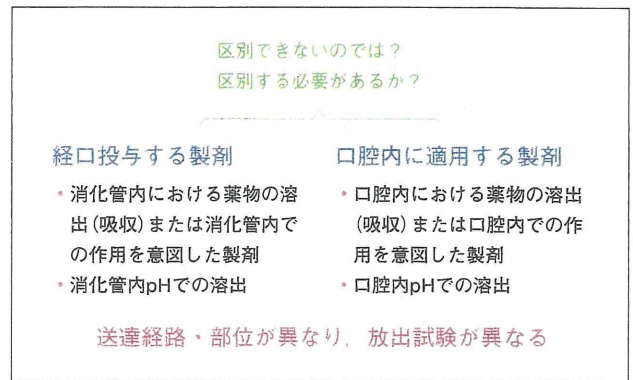 区別できないのでは？
区別する必要があるか？
経口投与する製剤
・消化管内における薬物の溶
出（吸収）または消化管内で
の作用を意図した製剤
・消化管内pHでの溶出
口腔内に適用する製剤
・口腔内における薬物の溶出
（吸収）または口腔内での作
用を意図した製剤
・口腔内pHでの溶出
送達経路・部位が異なり，放出試験が異なる